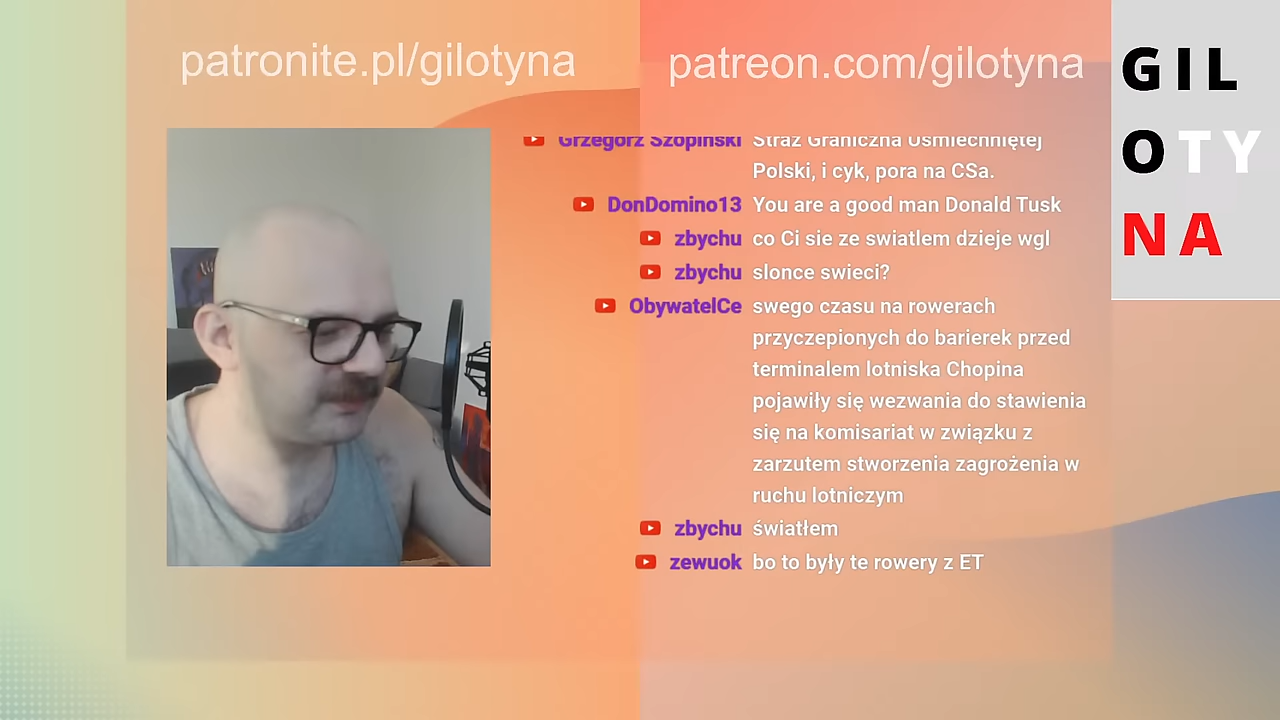 patronite.pl/gilotyna
patreon.com/gilotyna
GIL
OTY
NA
Grzegorz Szopiński Straż Graniczna Uśmiechniętej
Polski, i cyk, pora na CSa.
DonDomino13 You are a good man Donald Tusk
zbychu co Ci sie ze swiatlem dzieje wgl
zbychu slonce swieci?
ObywatelCe swego czasu na rowerach
przyczepionych do barierek przed
terminalem lotniska Chopina
pojawiły się wezwania do stawienia
się na komisariat w związku z
zarzutem stworzenia zagrożenia w
ruchu lotniczym
zbychu światłem
zewuok bo to były te rowery z ET